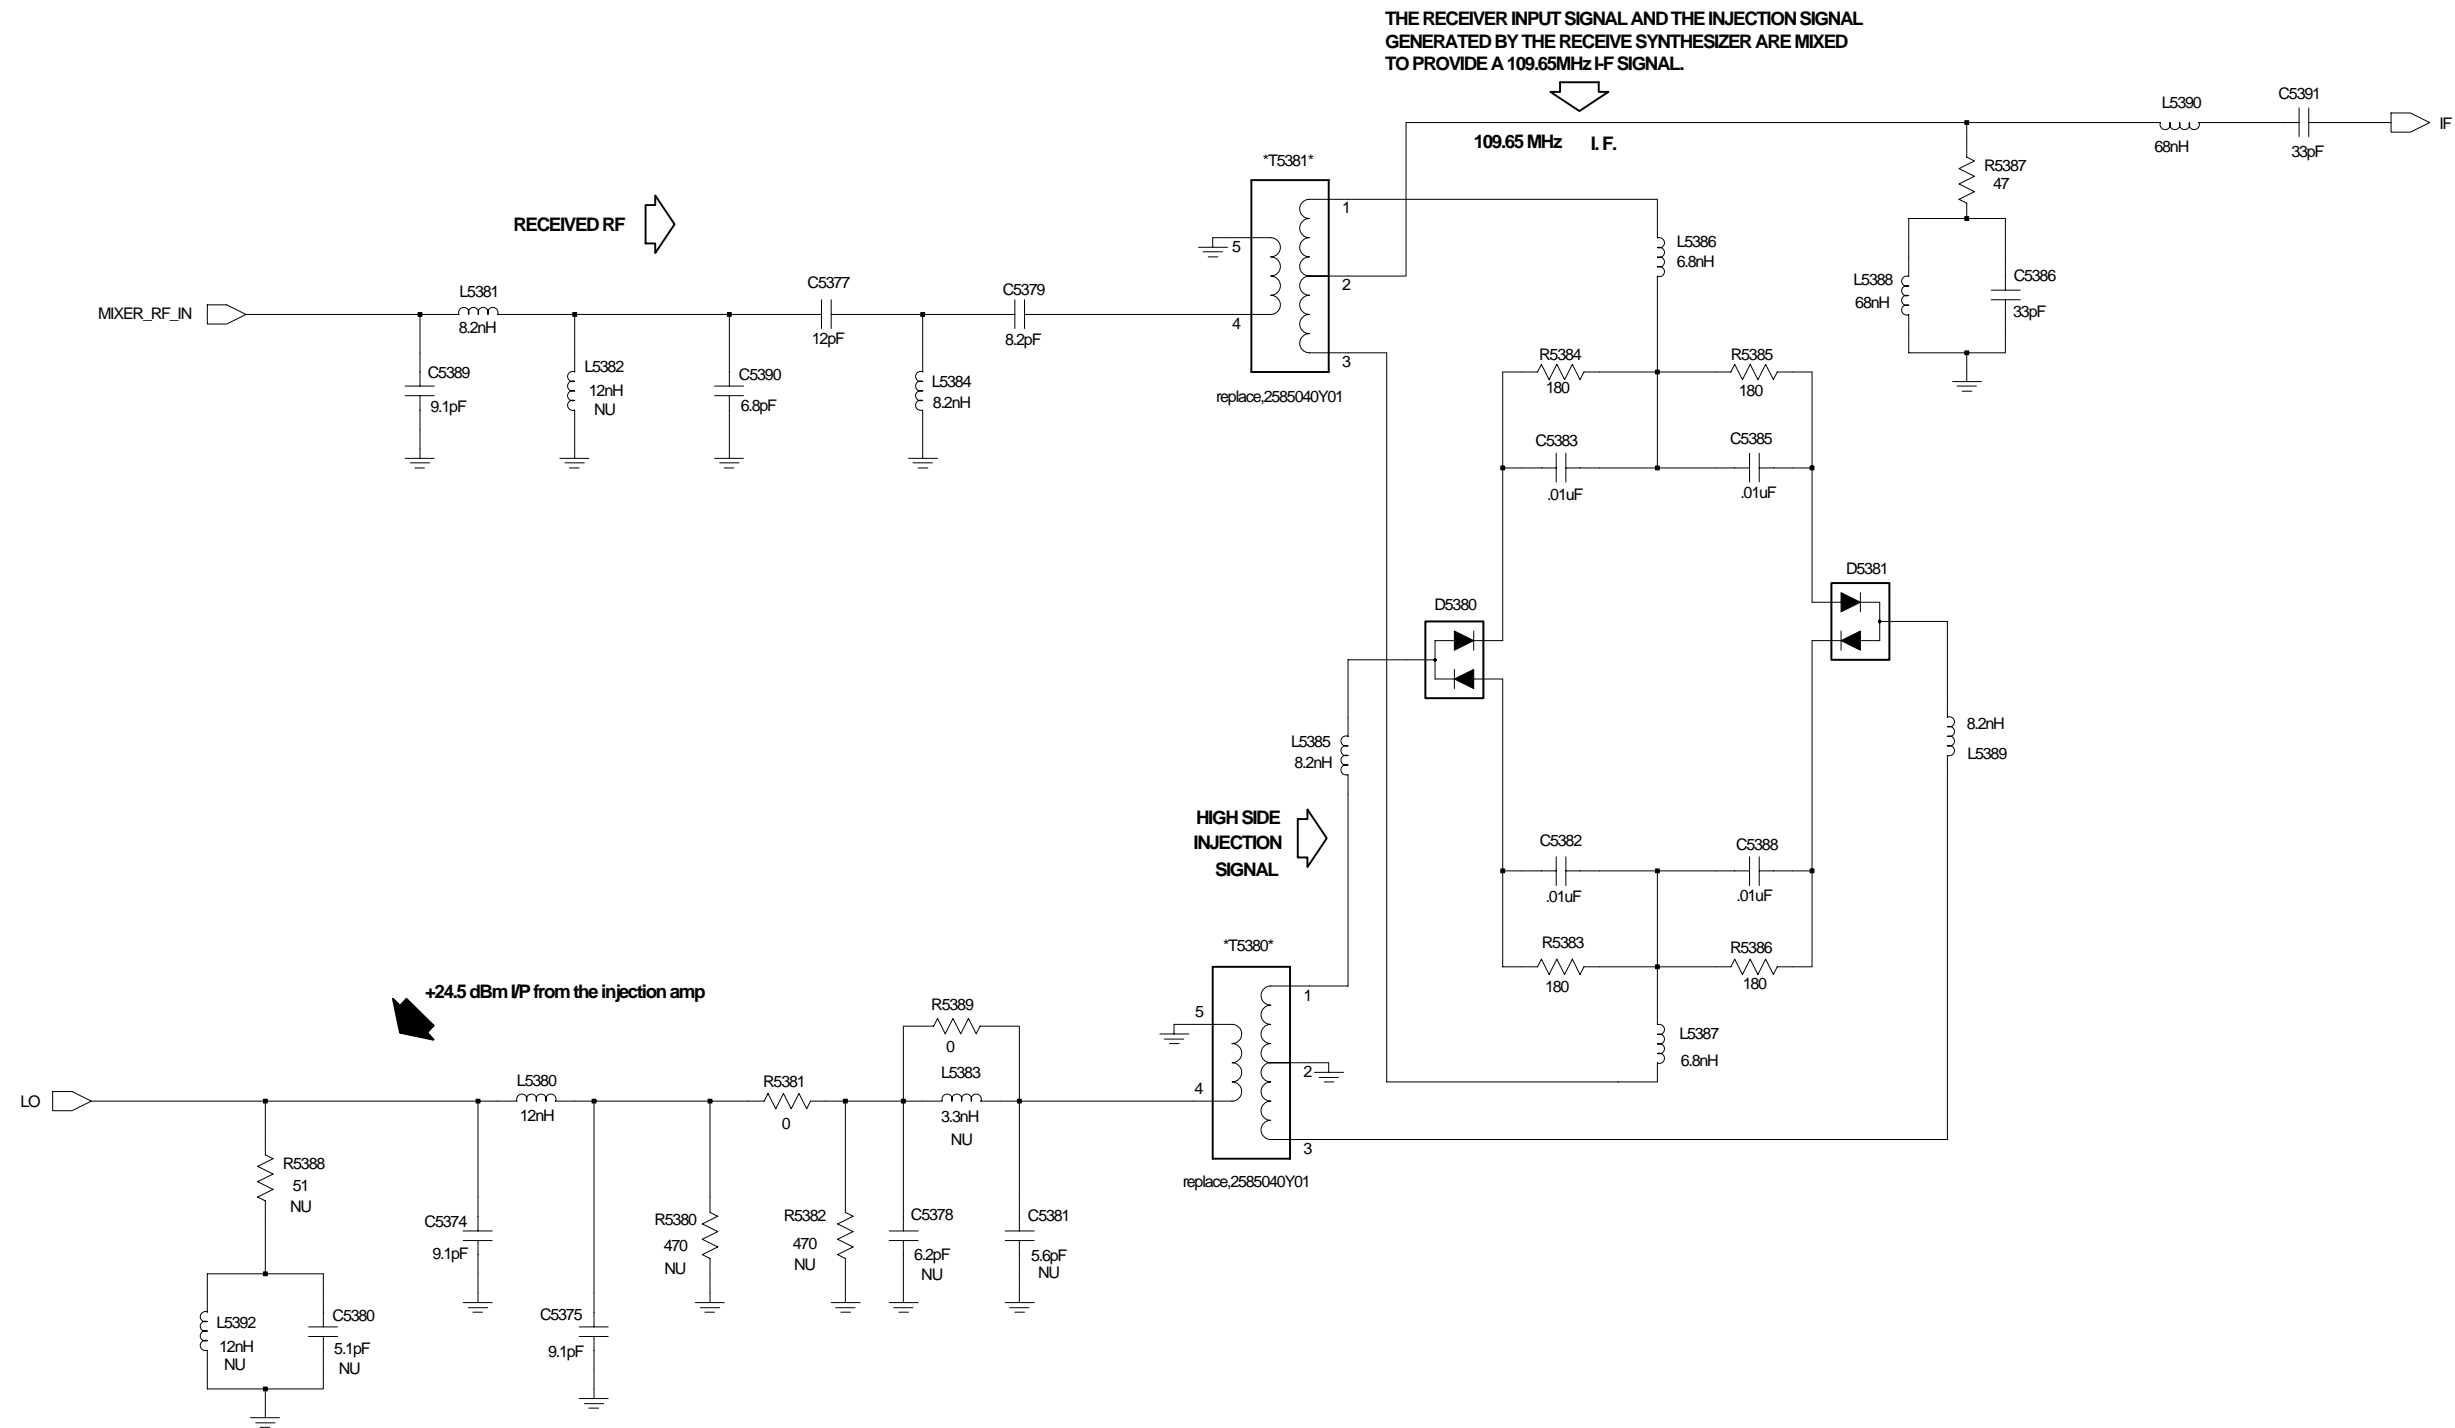 THE RECEIVER INPUT SIGNAL AND THE INJECTION SIGNAL
GENERATED BY THE RECEIVE SYNTHESIZER ARE MIXED
TO PROVIDE A 109.65MHz I-F SIGNAL.
109.65 MHz I. F.
L5390
68nH
C5391
33pF
IF
R5387
47
L5388
68nH
C5386
33pF
*T5381*
1
2
3
5
4
replace,2585040Y01
RECEIVED RF
MIXER_RF_IN
L5381
8.2nH
C5389
9.1pF
L5382
12nH
NU
C5390
6.8pF
C5377
12pF
L5384
8.2nH
C5379
8.2pF
L5386
6.8nH
R5384
180
R5385
180
C5383
.01uF
C5385
.01uF
D5380
D5381
L5385
8.2nH
8.2nH
L5389
HIGH SIDE
INJECTION
SIGNAL
C5382
.01uF
C5388
.01uF
R5383
180
R5386
180
L5387
6.8nH
*T5380*
5
4
1
2
3
replace,2585040Y01
+24.5 dBm I/P from the injection amp
LO
R5388
51
NU
L5392
12nH
NU
C5380
5.1pF
NU
C5374
9.1pF
L5380
12nH
C5375
9.1pF
R5380
470
NU
R5381
0
R5382
470
NU
R5389
0
L5383
3.3nH
NU
C5378
6.2pF
NU
C5381
5.6pF
NU